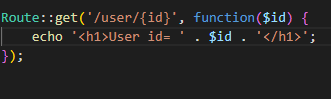 Route::get('/user/{id}', function($id) {
    echo '<h1>User id= ' . $id . '</h1>';
});